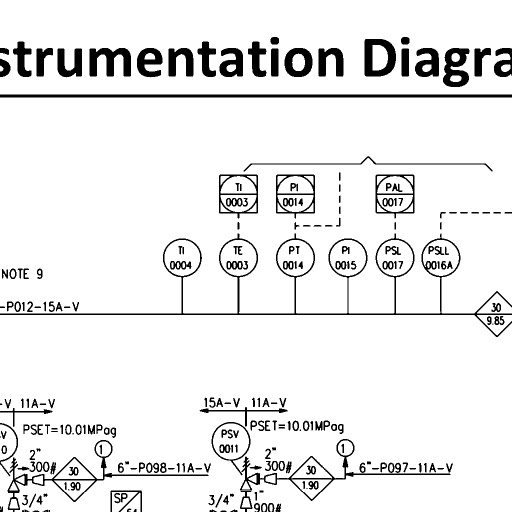 strumentation Diagra
TI 0003
PI 0014
PAL 0017
TI 0004
TE 0003
PT 0014
PI 0015
PSL 0017
PSLL 0016A
NOTE 9
-P012-15A-V
30 9.85
-V 11A-V
15A-V 11A-V
PSET=10.01MPag
PSET=10.01MPag
V 0
PSV 0011
1
1
2" 300#
2" 300#
30 1.90
30 1.90
6"-P098-11A-V
6"-P097-11A-V
3/4"
SP
3/4"
1" 900#